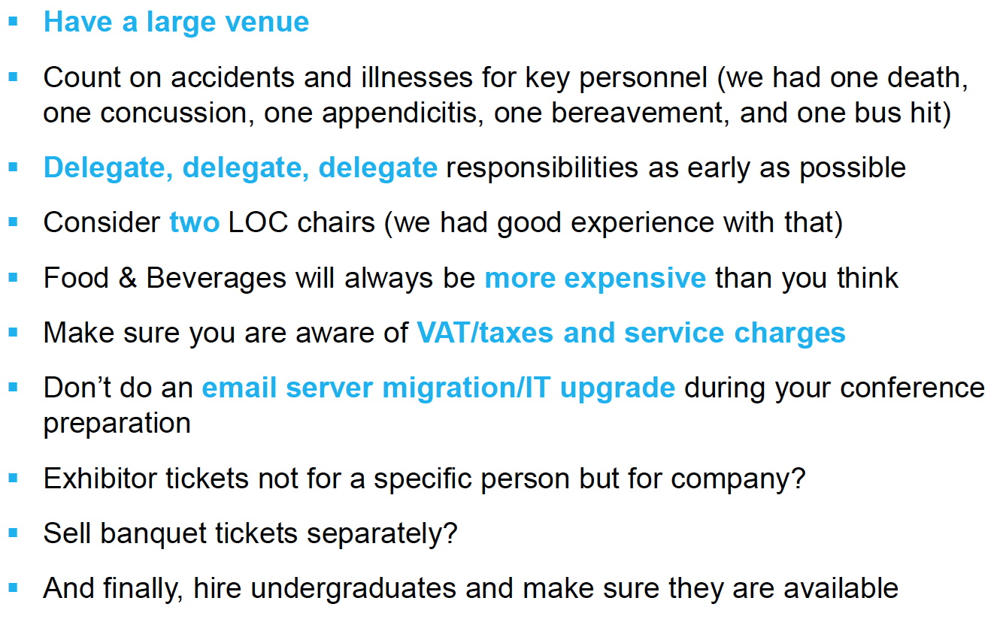 ▪ Have a large venue
▪ Count on accidents and illnesses for key personnel (we had one death,
one concussion, one appendicitis, one bereavement, and one bus hit)
▪ Delegate, delegate, delegate responsibilities as early as possible
▪ Consider two LOC chairs (we had good experience with that)
▪ Food & Beverages will always be more expensive than you think
▪ Make sure you are aware of VAT/taxes and service charges
▪ Don’t do an email server migration/IT upgrade during your conference
preparation
▪ Exhibitor tickets not for a specific person but for company?
▪ Sell banquet tickets separately?
▪ And finally, hire undergraduates and make sure they are available